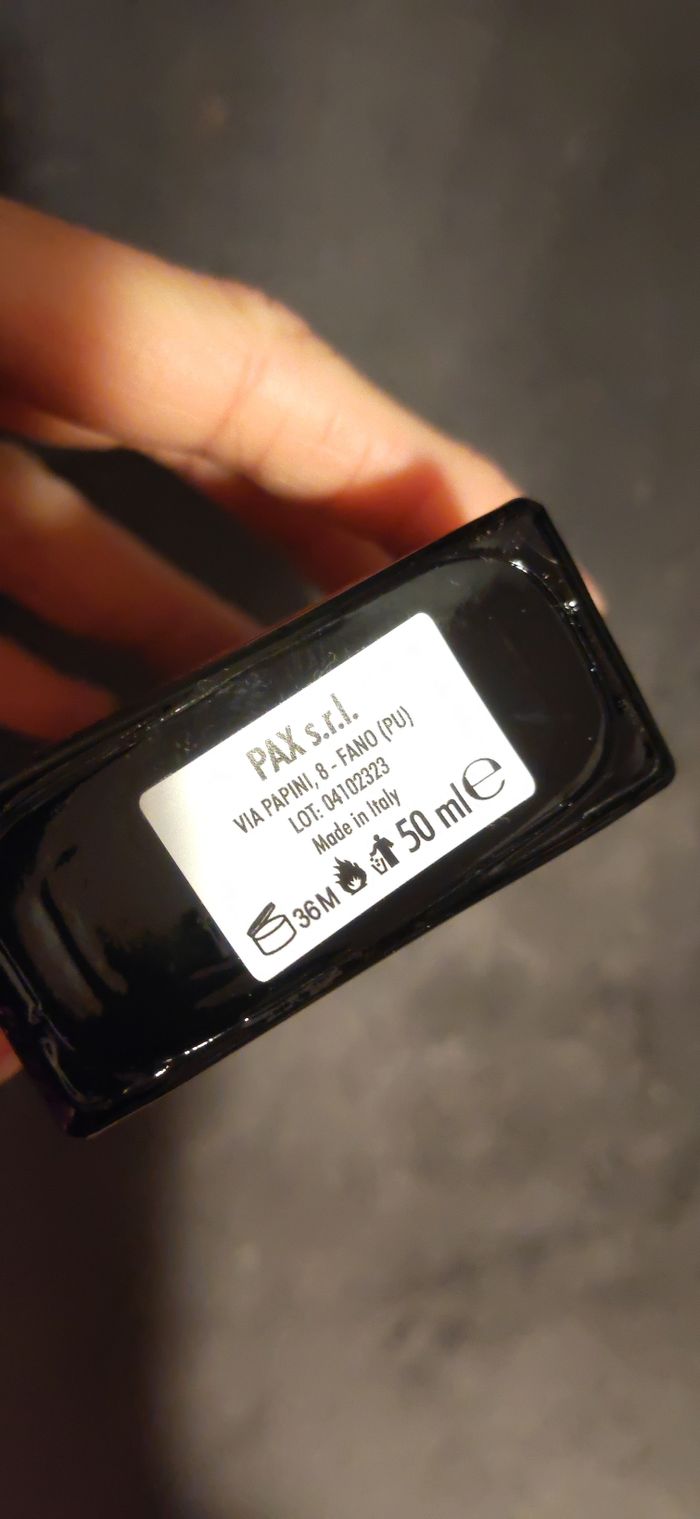 PAX s.r.l.
VIA PAPINI, 8 - FANO (PU)
LOT: 04102323
Made in Italy
36M 50 ml e